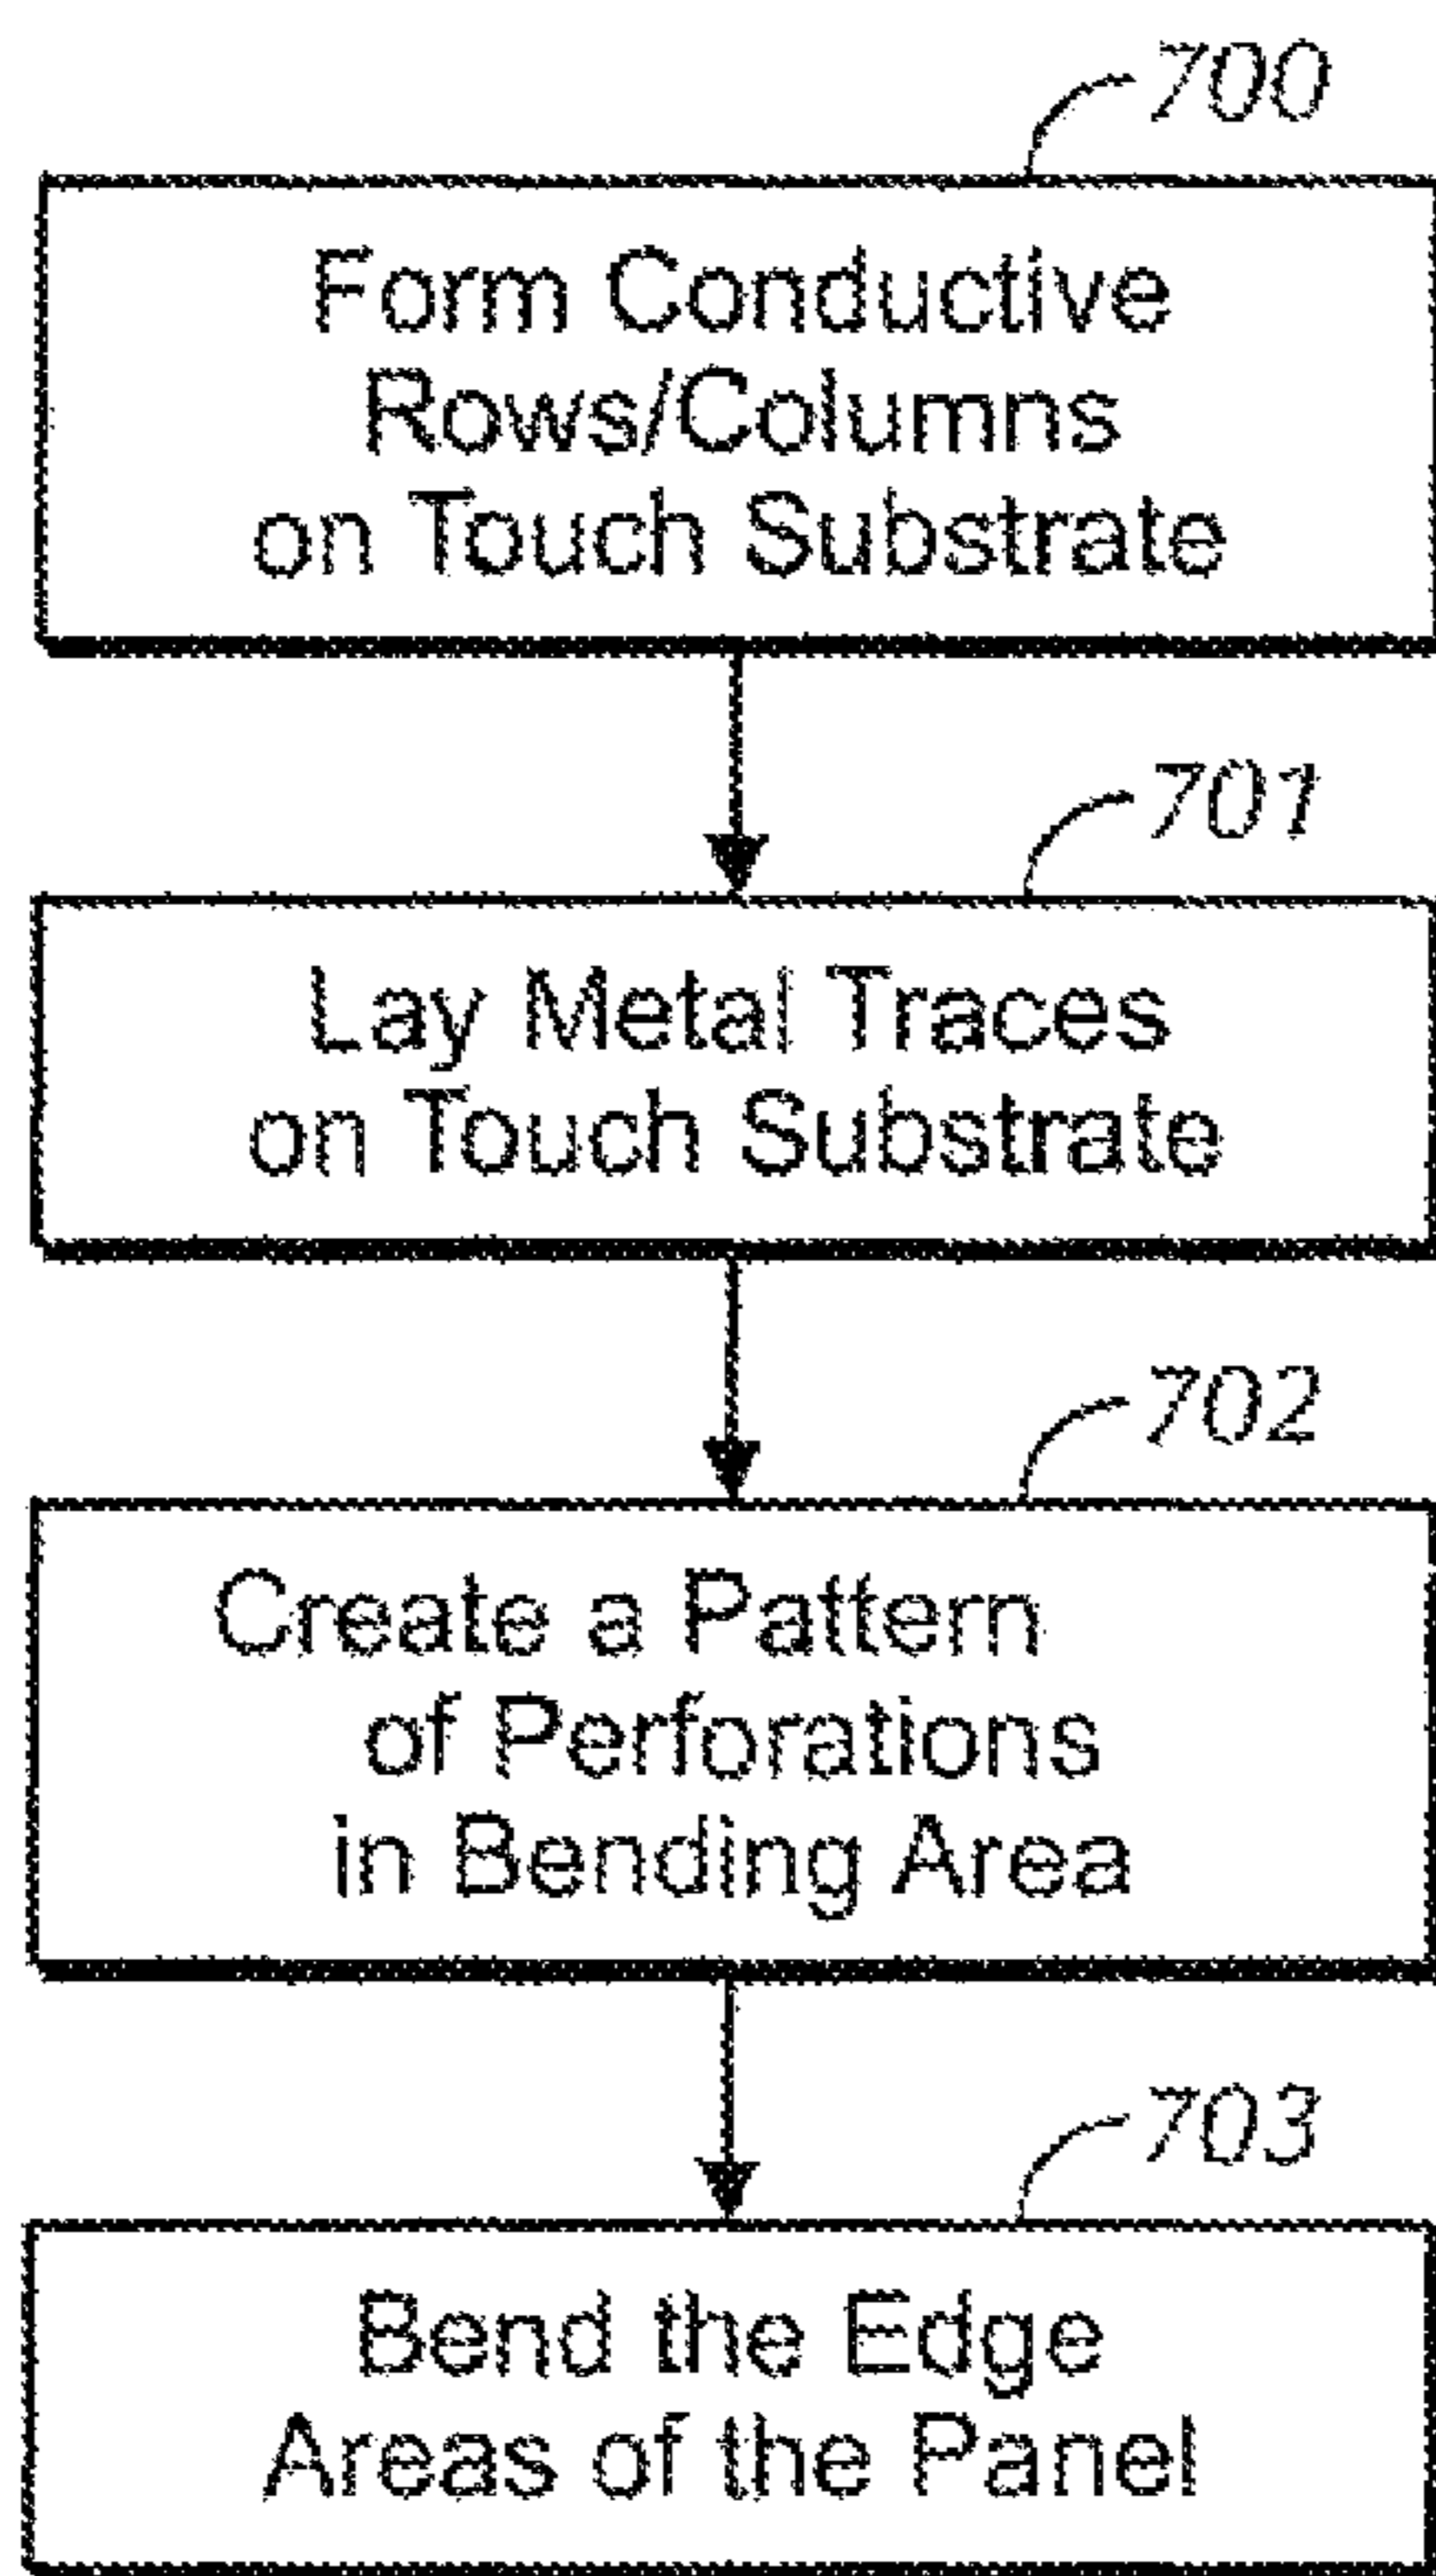 700
Form Conductive
Rows/Columns
on Touch Substrate
701
Lay Metal Traces
on Touch Substrate
702
Create a Pattern
of Perforations
in Bending Area
703
Bend the Edge
Areas of the Panel